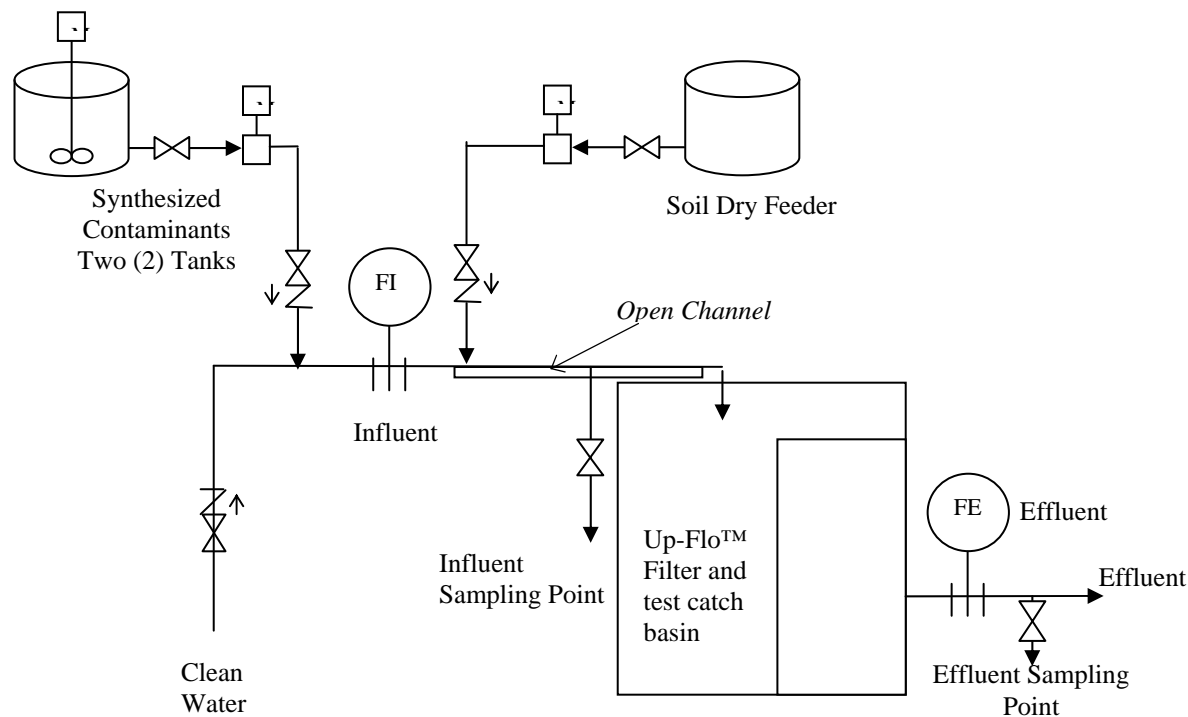 Synthesized
Contaminants
Two (2) Tanks
Soil Dry Feeder
FI
Open Channel
Influent
Influent
Sampling Point
Up-Flo™
Filter and
test catch
basin
FE
Effluent
Effluent
Effluent Sampling
Point
Clean
Water